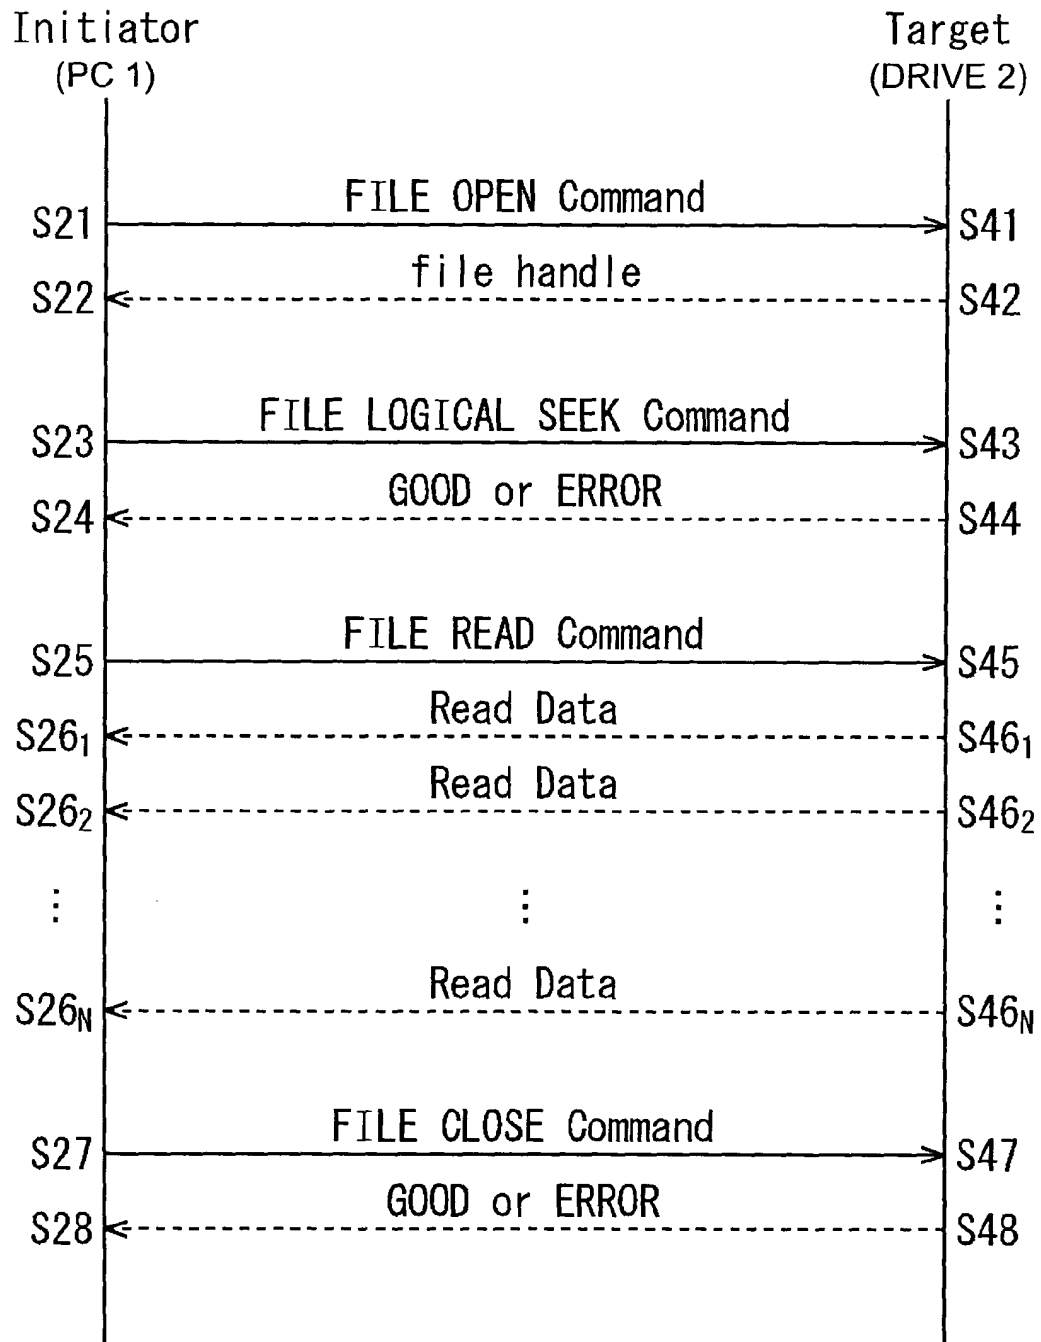 Initiator Target
(PC 1) (DRIVE 2)
FILE OPEN Command
S21 S41
file handle
S22 S42
FILE LOGICAL SEEK Command
S23 S43
GOOD or ERROR
S24 S44
FILE READ Command
S25 S45
Read Data
S26₁ S46₁
Read Data
S26₂ S46₂
⋮ ⋮ ⋮
Read Data
S26N S46N
FILE CLOSE Command
S27 S47
GOOD or ERROR
S28 S48